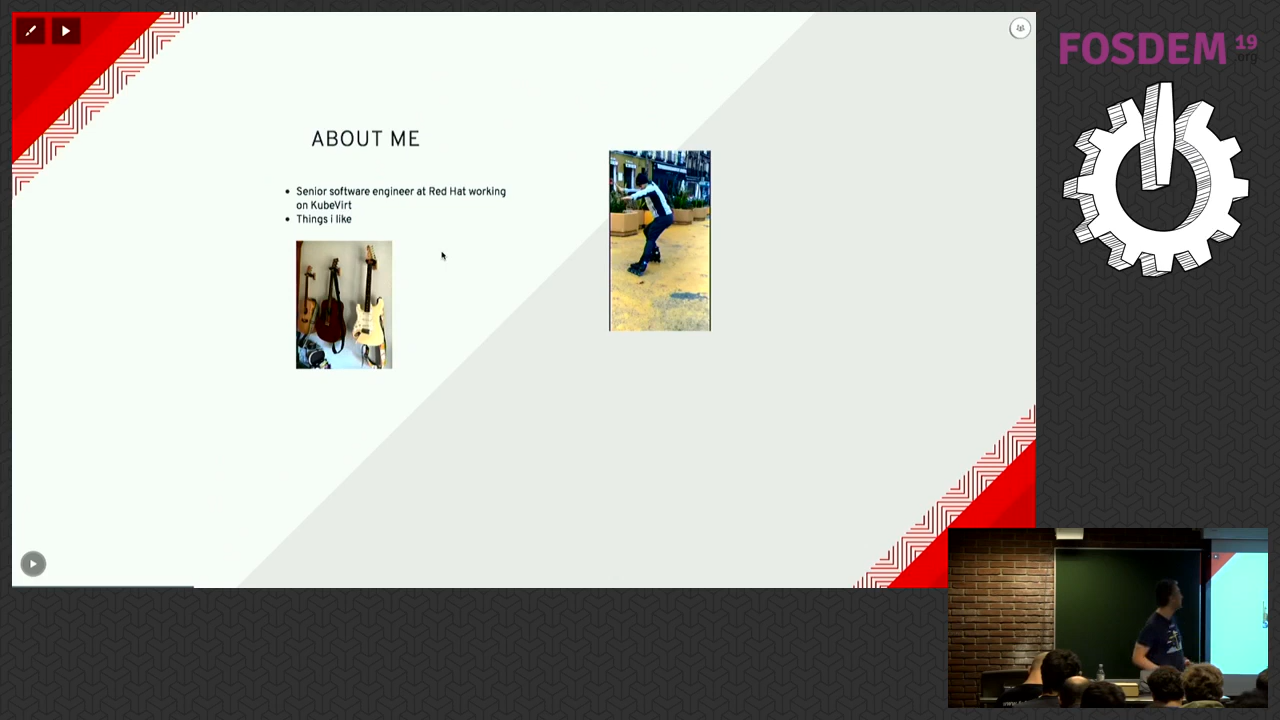 FOSDEM 19
.org
ABOUT ME
Senior software engineer at Red Hat working
on KubeVirt
Things i like